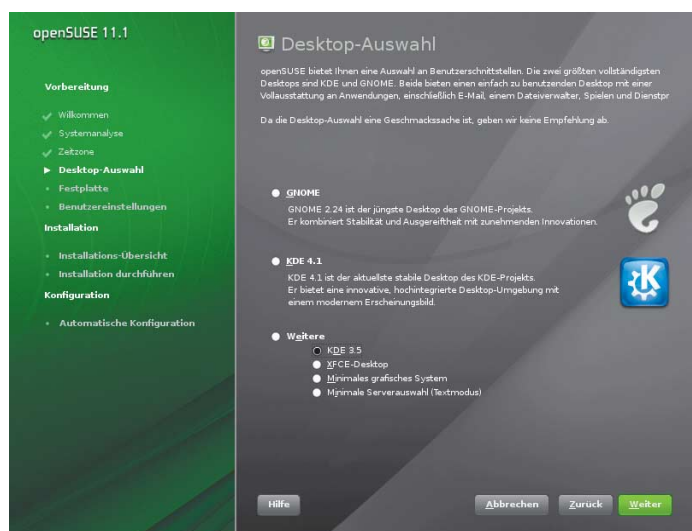 openSUSE 11.1
Vorbereitung
Willkommen
Systemanalyse
Zeitzone
Desktop-Auswahl
Festplatte
Benutzereinstellungen
Installation
Installations-Übersicht
Installation durchführen
Konfiguration
Automatische Konfiguration
Desktop-Auswahl
openSUSE bietet Ihnen eine Auswahl an Benutzerschnittstellen. Die zwei größten vollständigsten
Desktops sind KDE und GNOME. Beide bieten einen einfach zu benutzenden Desktop mit einer
Vollausstattung an Anwendungen, einschließlich E-Mail, einem Dateiverwalter, Spielen und Dienstpr
Da die Desktop-Auswahl eine Geschmackssache ist, geben wir keine Empfehlung ab.
GNOME
GNOME 2.24 ist der jüngste Desktop des GNOME-Projekts.
Er kombiniert Stabilität und Ausgereiftheit mit zunehmenden Innovationen.
KDE 4.1
KDE 4.1 ist der aktuellste stabile Desktop des KDE-Projekts.
Er bietet eine innovative, hochintegrierte Desktop-Umgebung mit
einem modernem Erscheinungsbild.
Weitere
KDE 3.5
XFCE-Desktop
Minimales grafisches System
Minimale Serverauswahl (Textmodus)
Hilfe
Abbrechen
Zurück
Weiter